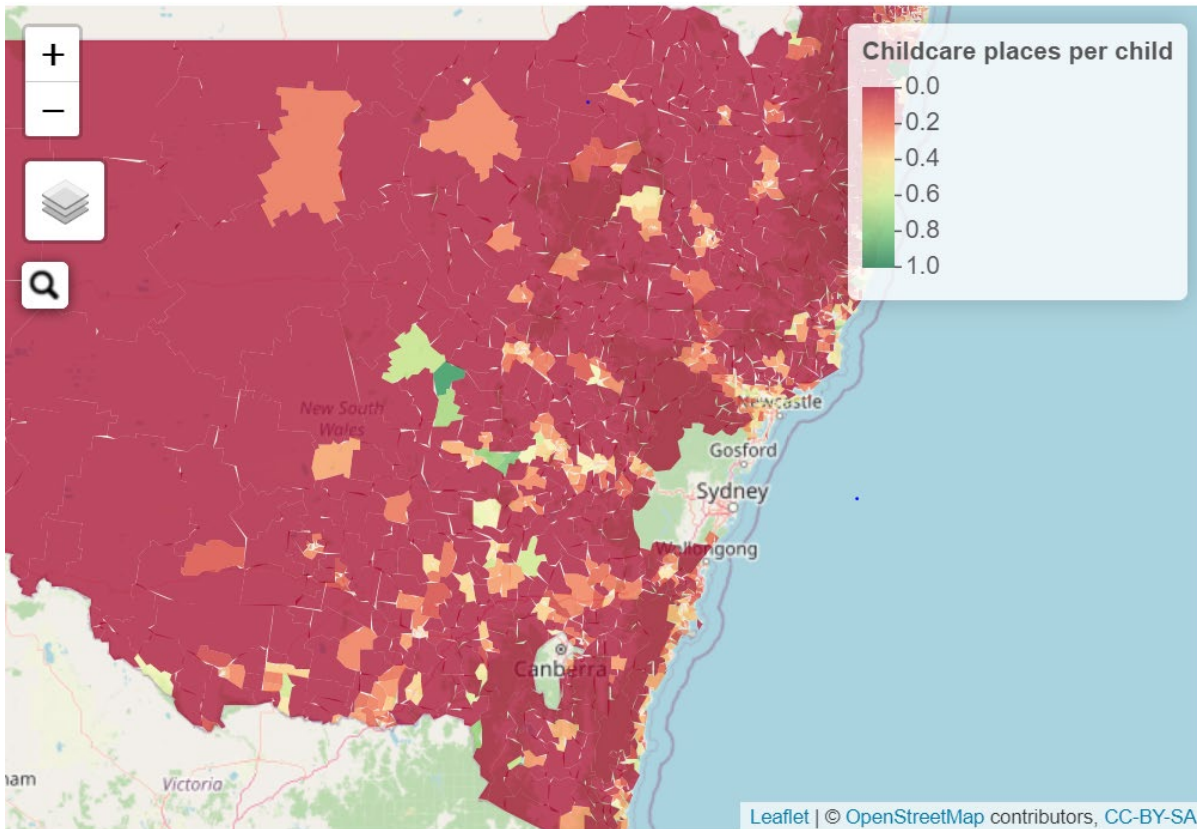 +
−
Childcare places per child
0.0
0.2
0.4
0.6
0.8
1.0
New South
Wales
Newcastle
Gosford
Sydney
Wollongong
Canberra
Victoria
ham
Leaflet | © OpenStreetMap contributors, CC-BY-SA